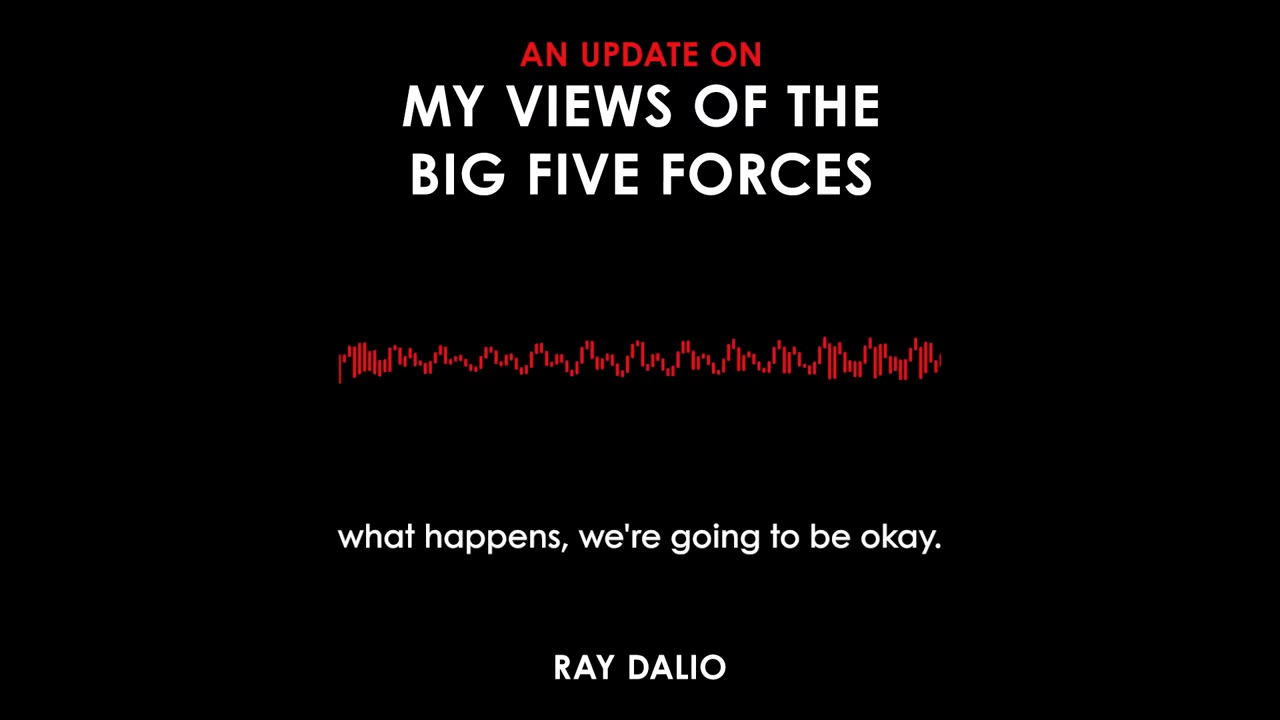 AN UPDATE ON
MY VIEWS OF THE
BIG FIVE FORCES
what happens, we're going to be okay.
RAY DALIO